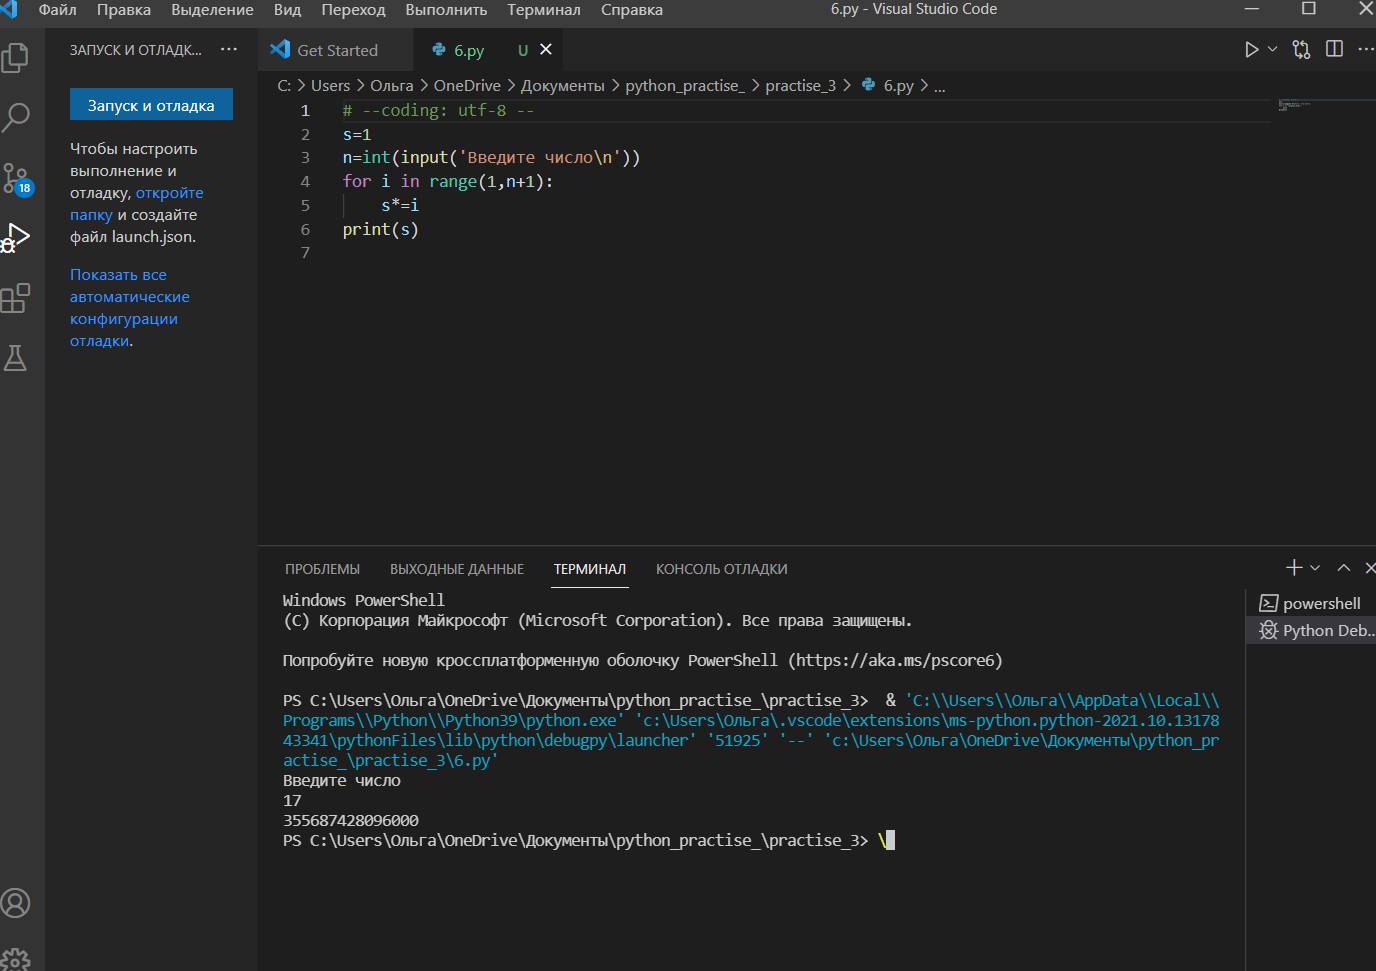 Файл Правка Выделение Вид Переход Выполнить Терминал Справка 6.py - Visual Studio Code
ЗАПУСК И ОТЛАДК... ···
Get Started 6.py U
C: > Users > Ольга > OneDrive > Документы > python_practise_ > practise_3 > 6.py > ...
Запуск и отладка
Чтобы настроить
выполнение и
отладку, откройте
папку и создайте
файл launch.json.
Показать все
автоматические
конфигурации
отладки.
18
1 # --coding: utf-8 --
2 s=1
3 n=int(input('Введите число\n'))
4 for i in range(1,n+1):
5     s*=i
6 print(s)
7
ПРОБЛЕМЫ ВЫХОДНЫЕ ДАННЫЕ ТЕРМИНАЛ КОНСОЛЬ ОТЛАДКИ
Windows PowerShell
(C) Корпорация Майкрософт (Microsoft Corporation). Все права защищены.
Попробуйте новую кроссплатформенную оболочку PowerShell (https://aka.ms/pscore6)
PS C:\Users\Ольга\OneDrive\Документы\python_practise_\practise_3>  & 'C:\\Users\\Ольга\\AppData\\Local\\
Programs\\Python\\Python39\python.exe' 'c:\Users\Ольга\.vscode\extensions\ms-python.python-2021.10.13178
43341\pythonFiles\lib\python\debugpy\launcher' '51925' '--' 'c:\Users\Ольга\OneDrive\Документы\python_pr
actise_\practise_3\6.py'
Введите число
17
355687428096000
PS C:\Users\Ольга\OneDrive\Документы\python_practise_\practise_3> \
powershell
Python Deb...